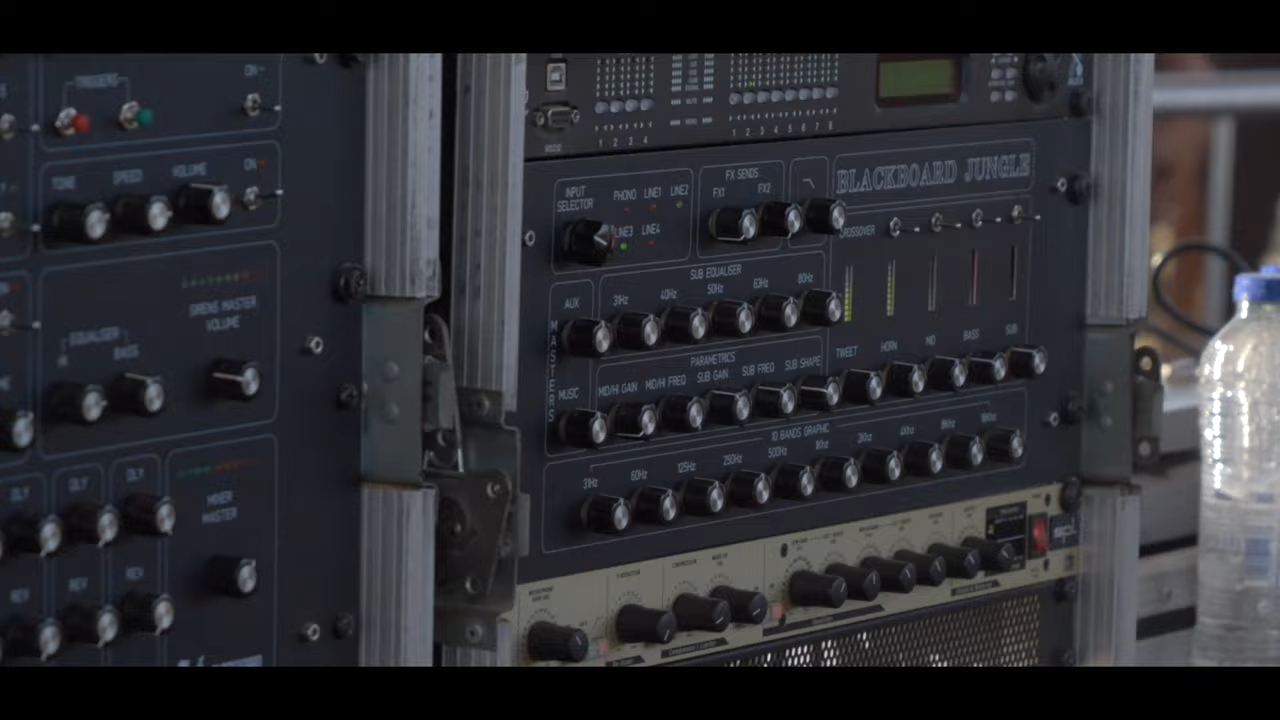 TRIGGERS
ON
TONE SPEED VOLUME ON
SIRENS MASTER
VOLUME
EQUALISER
BASS
DLY DLY DLY
MIXER
MASTER
REV REV REV
1 2 3 4
1 2 3 4 5 6 7 8
INPUT
SELECTOR
PHONO LINE1 LINE2
LINE3 LINE4
FX SENDS
FX1 FX2
BLACKBOARD JUNGLE
CROSSOVER
SUB EQUALISER
AUX 31Hz 40Hz 50Hz 63Hz 80Hz
MASTERS
PARAMETRICS
MUSIC MID/HI GAIN MID/HI FREQ SUB GAIN SUB FREQ SUB SHAPE
TWEET HORN MID BASS SUB
10 BANDS GRAPHIC
31Hz 60Hz 125Hz 250Hz 500Hz 1Khz 2Khz 4Khz 8Khz 16Khz
SPL